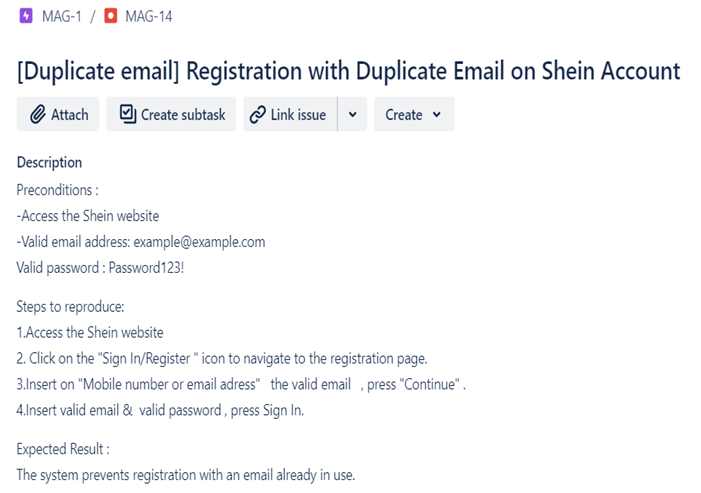 MAG-1 / MAG-14
[Duplicate email] Registration with Duplicate Email on Shein Account
Attach Create subtask Link issue Create
Description
Preconditions :
-Access the Shein website
-Valid email address: example@example.com
Valid password : Password123!
Steps to reproduce:
1.Access the Shein website
2. Click on the "Sign In/Register " icon to navigate to the registration page.
3.Insert on "Mobile number or email adress" the valid email , press "Continue" .
4.Insert valid email & valid password , press Sign In.
Expected Result :
The system prevents registration with an email already in use.